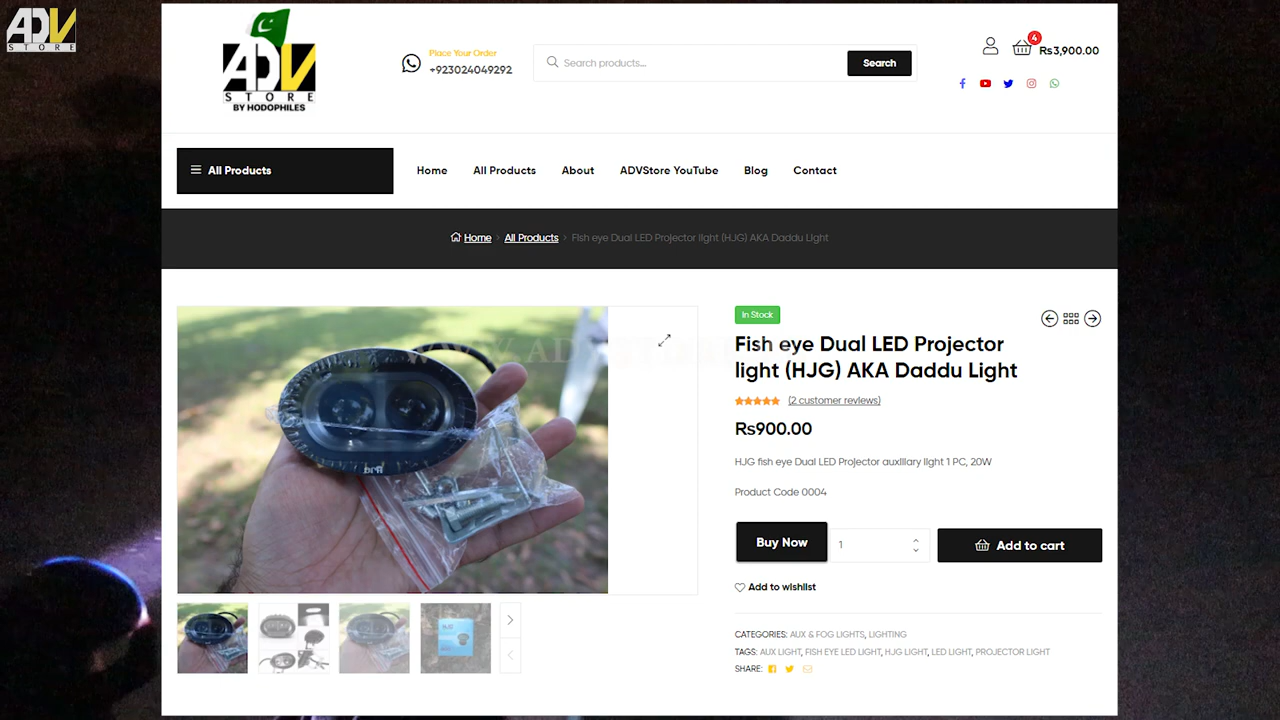 ADV
STORE
ADV
STORE
BY HODOPHILES
Place Your Order
+923024049292
Search products...
Search
4
Rs3,900.00
All Products
Home
All Products
About
ADVStore YouTube
Blog
Contact
Home › All Products › Fish eye Dual LED Projector light (HJG) AKA Daddu Light
In Stock
Fish eye Dual LED Projector
light (HJG) AKA Daddu Light
(2 customer reviews)
Rs900.00
HJG fish eye Dual LED Projector auxiliary light 1 PC, 20W
Product Code 0004
Buy Now
1
Add to cart
Add to wishlist
CATEGORIES: AUX & FOG LIGHTS, LIGHTING
TAGS: AUX LIGHT, FISH EYE LED LIGHT, HJG LIGHT, LED LIGHT, PROJECTOR LIGHT
SHARE: